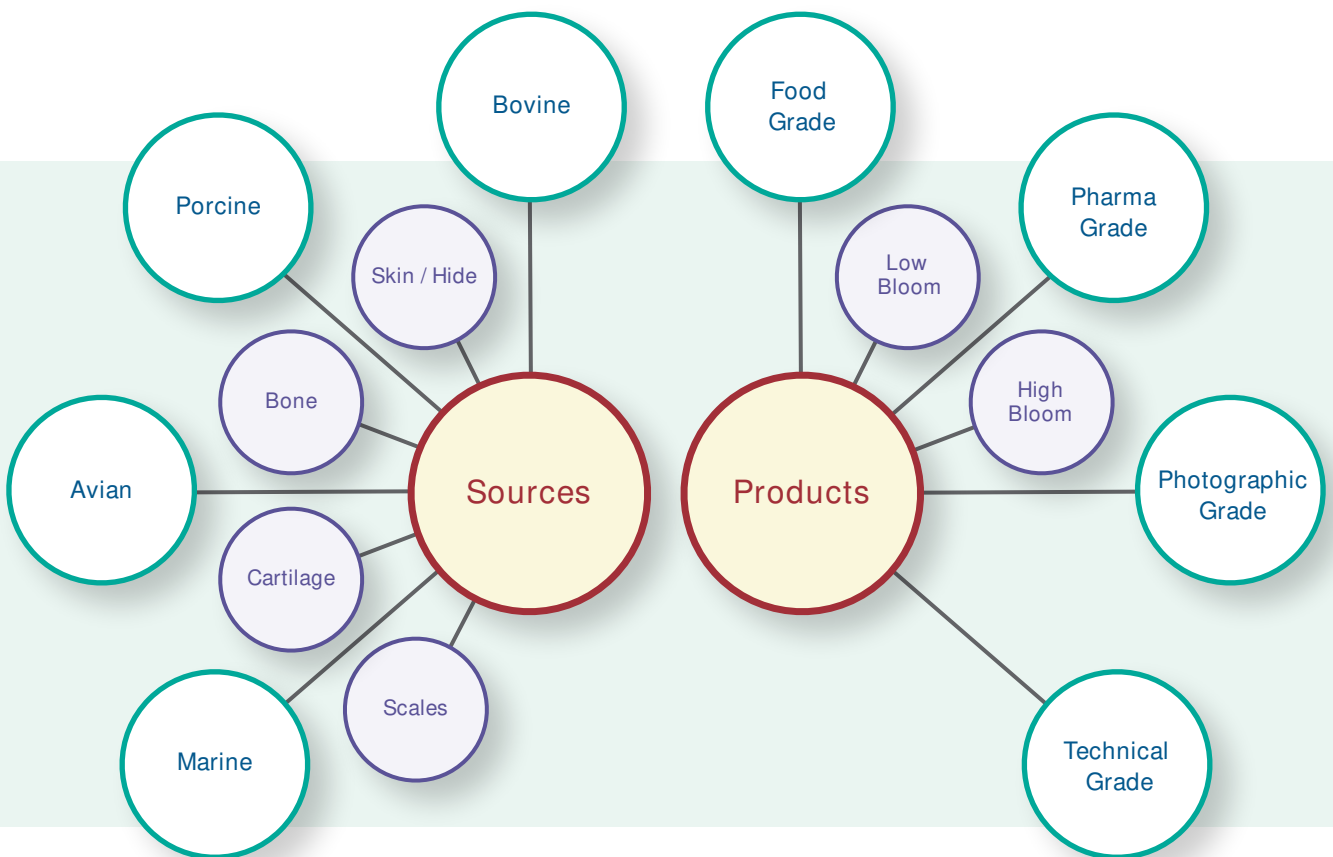 Bovine
Food
Grade
Porcine
Pharma
Grade
Skin / Hide
Low
Bloom
Bone
High
Bloom
Avian
Sources
Products
Photographic
Grade
Cartilage
Scales
Marine
Technical
Grade